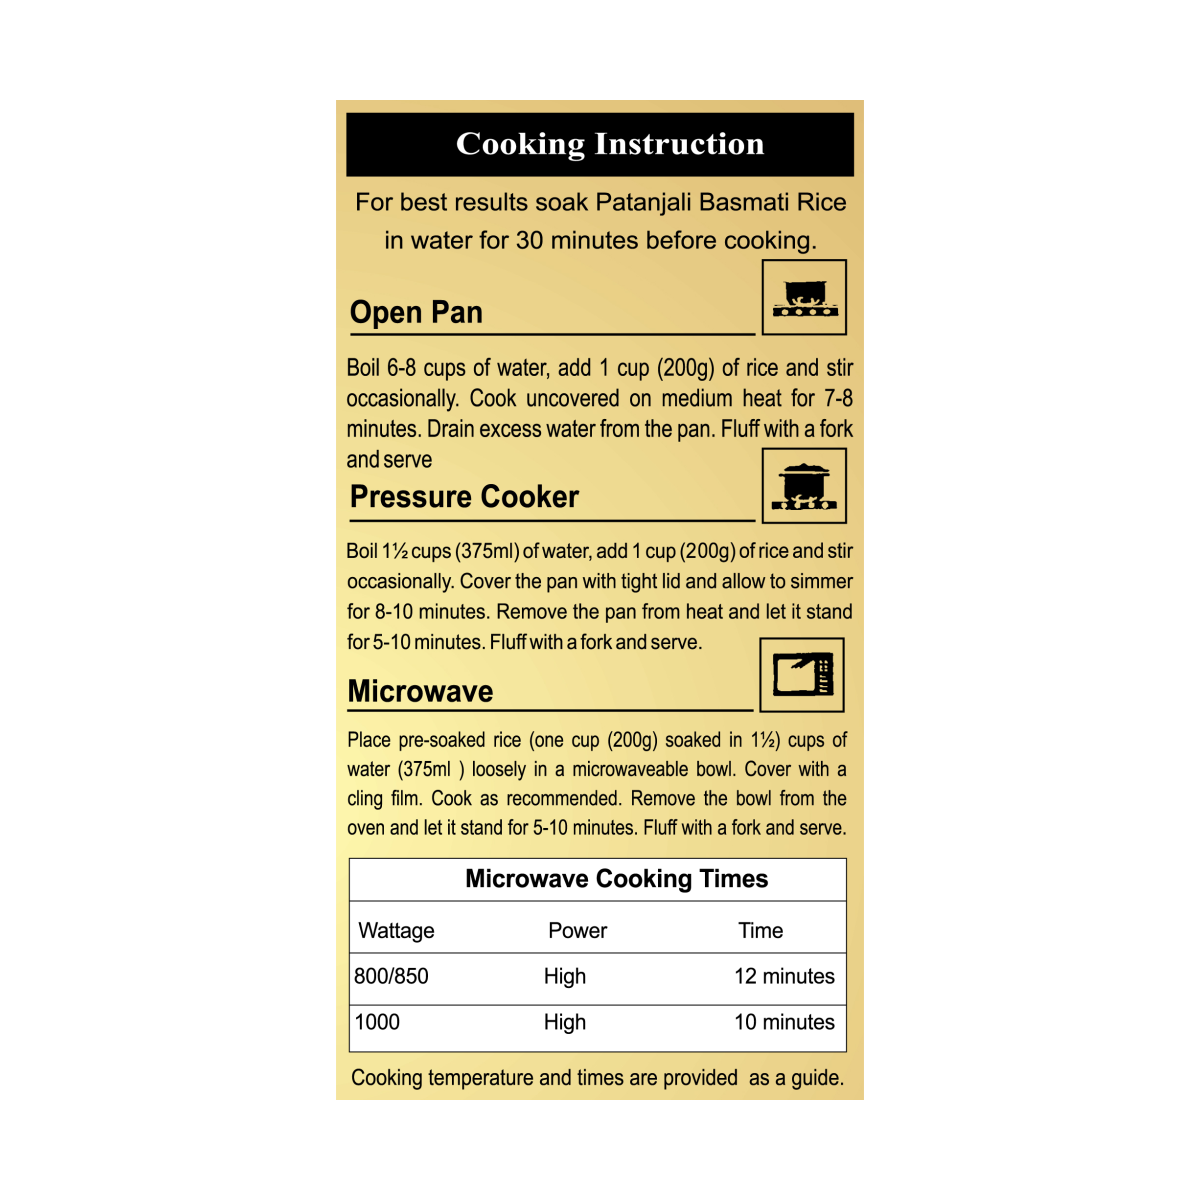 Cooking Instruction
For best results soak Patanjali Basmati Rice
in water for 30 minutes before cooking.
Open Pan
Boil 6-8 cups of water, add 1 cup (200g) of rice and stir
occasionally. Cook uncovered on medium heat for 7-8
minutes. Drain excess water from the pan. Fluff with a fork
and serve
Pressure Cooker
Boil 1½ cups (375ml) of water, add 1 cup (200g) of rice and stir
occasionally. Cover the pan with tight lid and allow to simmer
for 8-10 minutes. Remove the pan from heat and let it stand
for 5-10 minutes. Fluff with a fork and serve.
Microwave
Place pre-soaked rice (one cup (200g) soaked in 1½) cups of
water (375ml ) loosely in a microwaveable bowl. Cover with a
cling film. Cook as recommended. Remove the bowl from the
oven and let it stand for 5-10 minutes. Fluff with a fork and serve.
Microwave Cooking Times
Wattage Power Time
800/850 High 12 minutes
1000 High 10 minutes
Cooking temperature and times are provided as a guide.